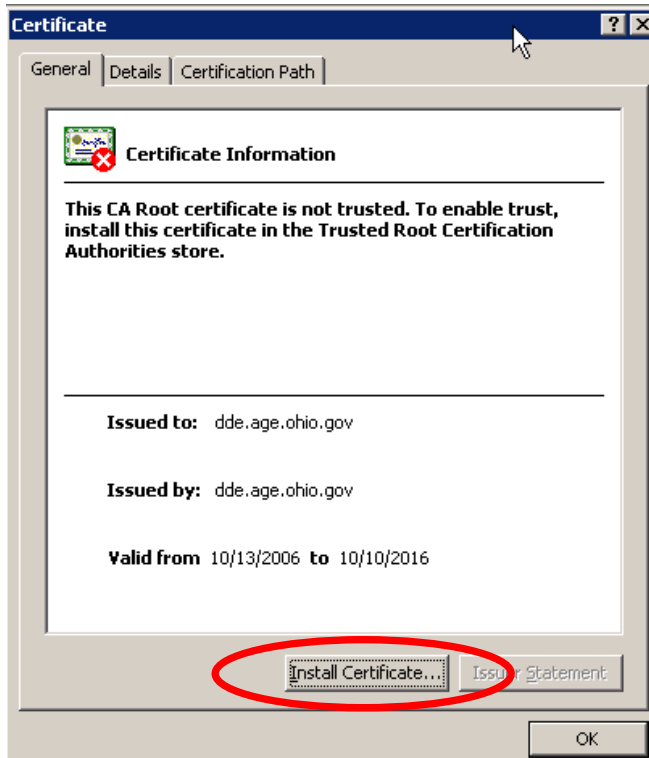 Certificate
General Details Certification Path
Certificate Information
This CA Root certificate is not trusted. To enable trust,
install this certificate in the Trusted Root Certification
Authorities store.
Issued to: dde.age.ohio.gov
Issued by: dde.age.ohio.gov
Valid from 10/13/2006 to 10/10/2016
Install Certificate... Issuer Statement
OK